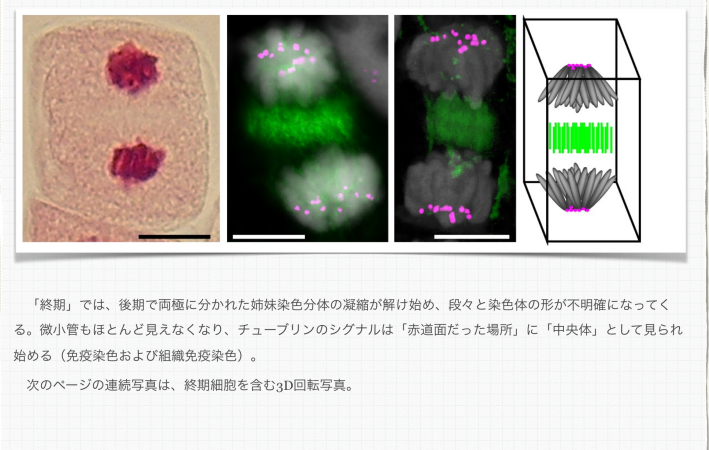 「終期」では、後期で両極に分かれた姉妹染色分体の凝縮が解け始め、段々と染色体の形が不明確になってく
る。微小管もほとんど見えなくなり、チューブリンのシグナルは「赤道面だった場所」に「中央体」として見られ
始める（免疫染色および組織免疫染色）。
次のページの連続写真は、終期細胞を含む3D回転写真。